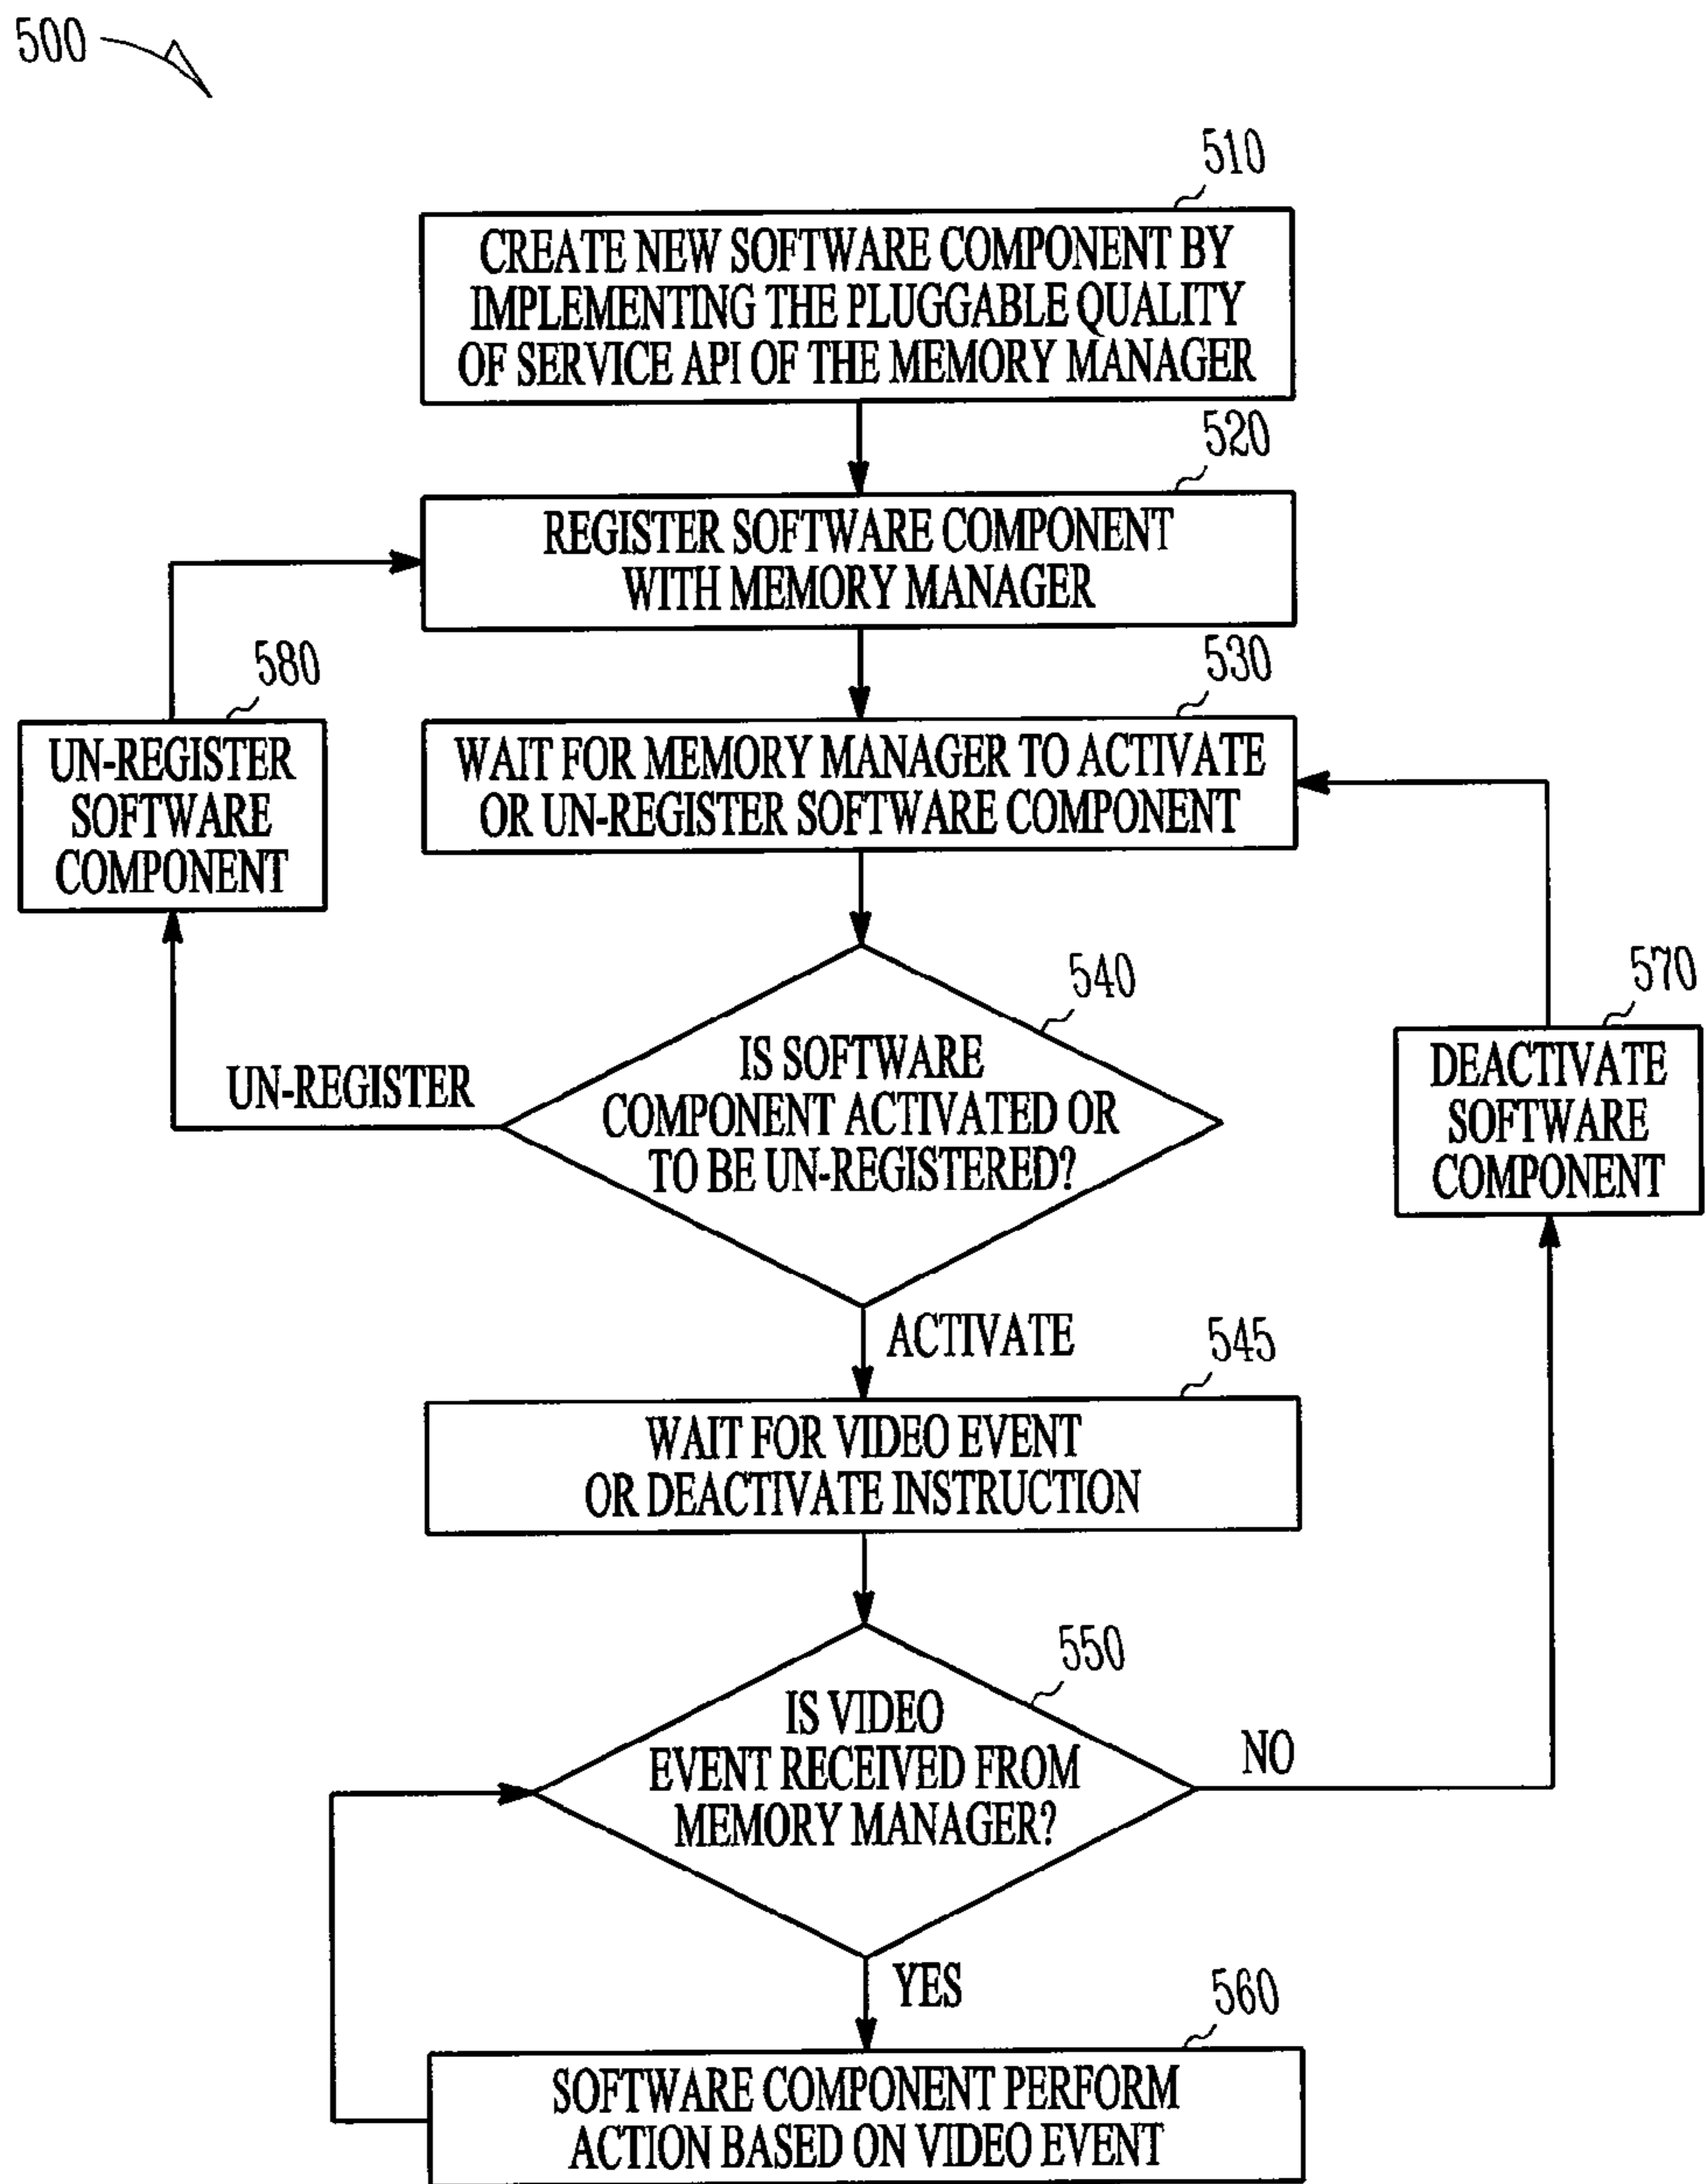 500
510
CREATE NEW SOFTWARE COMPONENT BY
IMPLEMENTING THE PLUGGABLE QUALITY
OF SERVICE API OF THE MEMORY MANAGER
520
REGISTER SOFTWARE COMPONENT
WITH MEMORY MANAGER
580
UN-REGISTER
SOFTWARE
COMPONENT
530
WAIT FOR MEMORY MANAGER TO ACTIVATE
OR UN-REGISTER SOFTWARE COMPONENT
540
IS SOFTWARE
COMPONENT ACTIVATED OR
TO BE UN-REGISTERED?
UN-REGISTER
570
DEACTIVATE
SOFTWARE
COMPONENT
ACTIVATE
545
WAIT FOR VIDEO EVENT
OR DEACTIVATE INSTRUCTION
550
IS VIDEO
EVENT RECEIVED FROM
MEMORY MANAGER?
NO
YES
560
SOFTWARE COMPONENT PERFORM
ACTION BASED ON VIDEO EVENT